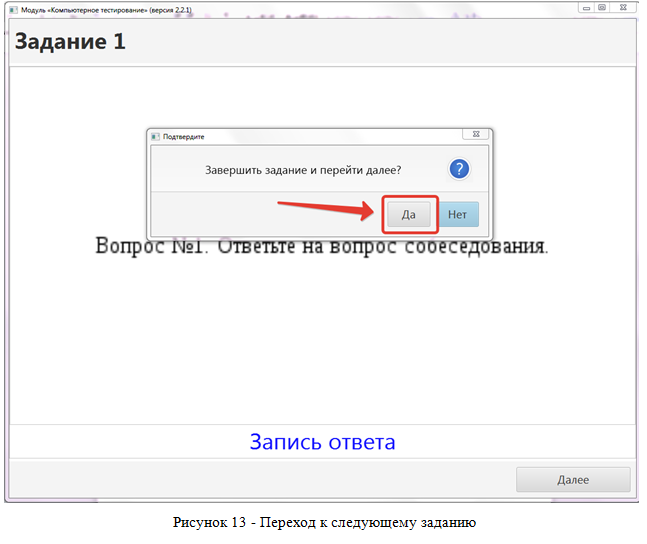 Модуль «Компьютерное тестирование» (версия 2.2.1)
Задание 1
Подтвердите
Завершить задание и перейти далее?
?
Да
Нет
Вопрос №1. Ответьте на вопрос собеседования.
Запись ответа
Далее
Рисунок 13 - Переход к следующему заданию